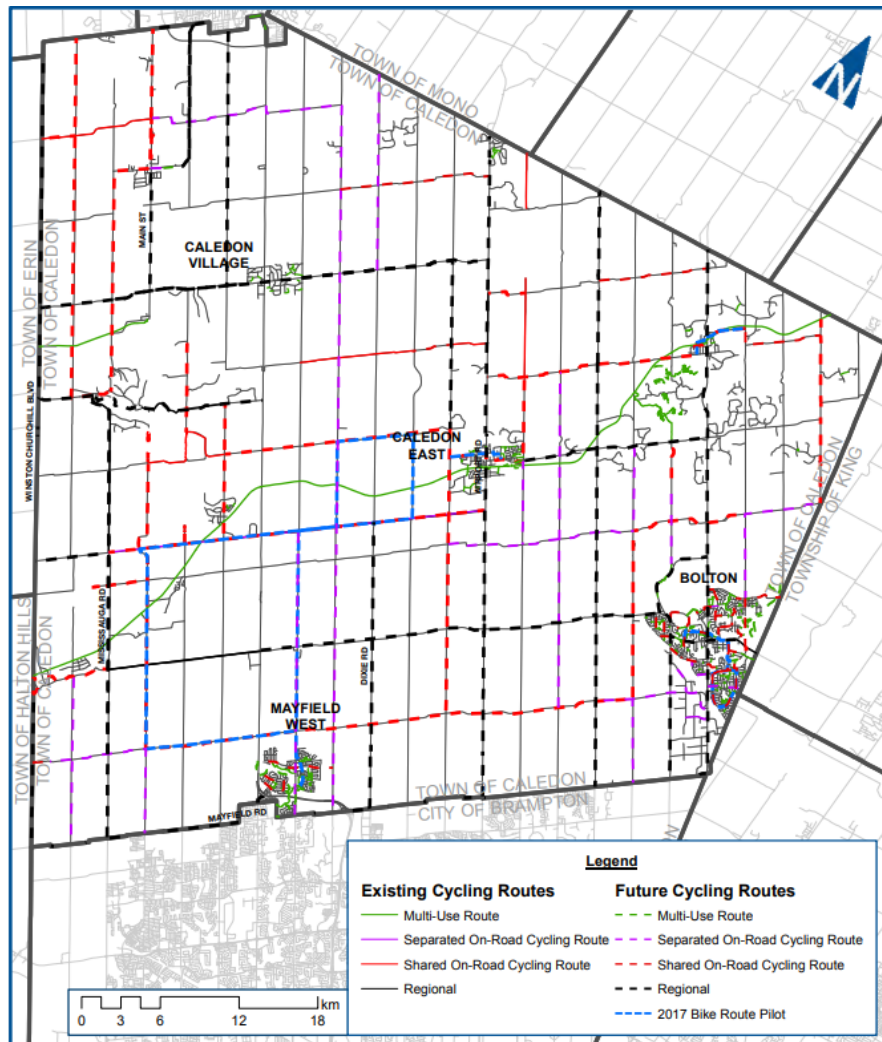 TOWN OF MONO
TOWN OF CALEDON
N
MAIN ST
CALEDON
VILLAGE
TOWN OF ERIN
TOWN OF CALEDON
WINSTON CHURCHILL BLVD
CALEDON
EAST
TOWN OF CALEDON
TOWNSHIP OF KING
BOLTON
MISSISSAUGA RD
DIXIE RD
TOWN OF HALTON HILLS
TOWN OF CALEDON
MAYFIELD
WEST
TOWN OF CALEDON
CITY OF BRAMPTON
MAYFIELD RD
Legend
Existing Cycling Routes
Multi-Use Route
Separated On-Road Cycling Route
Shared On-Road Cycling Route
Regional
Future Cycling Routes
Multi-Use Route
Separated On-Road Cycling Route
Shared On-Road Cycling Route
Regional
2017 Bike Route Pilot
km
0 3 6 12 18